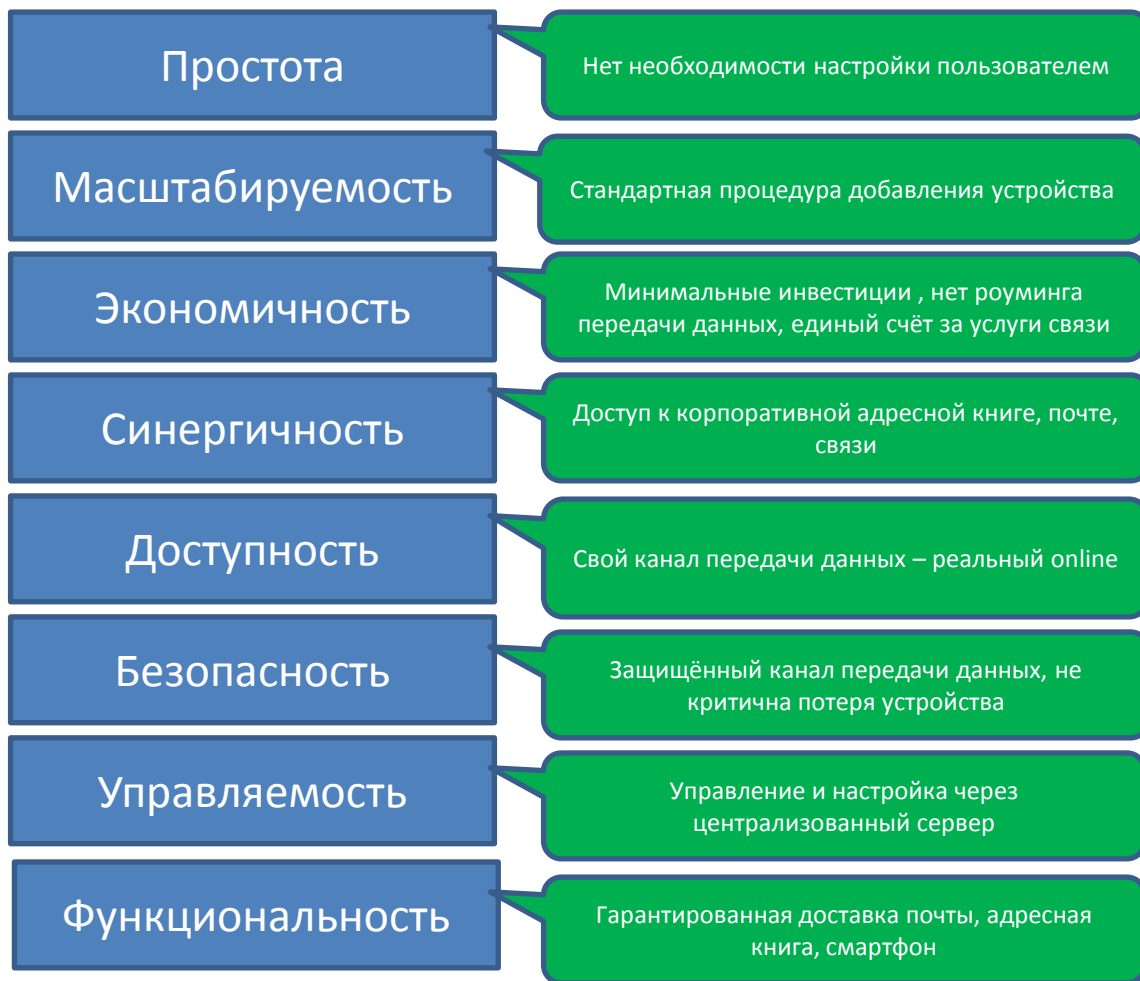 Простота
Нет необходимости настройки пользователем
Масштабируемость
Стандартная процедура добавления устройства
Экономичность
Минимальные инвестиции , нет роуминга
передачи данных, единый счёт за услуги связи
Синергичность
Доступ к корпоративной адресной книге, почте,
связи
Доступность
Свой канал передачи данных – реальный online
Безопасность
Защищённый канал передачи данных, не
критична потеря устройства
Управляемость
Управление и настройка через
централизованный сервер
Функциональность
Гарантированная доставка почты, адресная
книга, смартфон